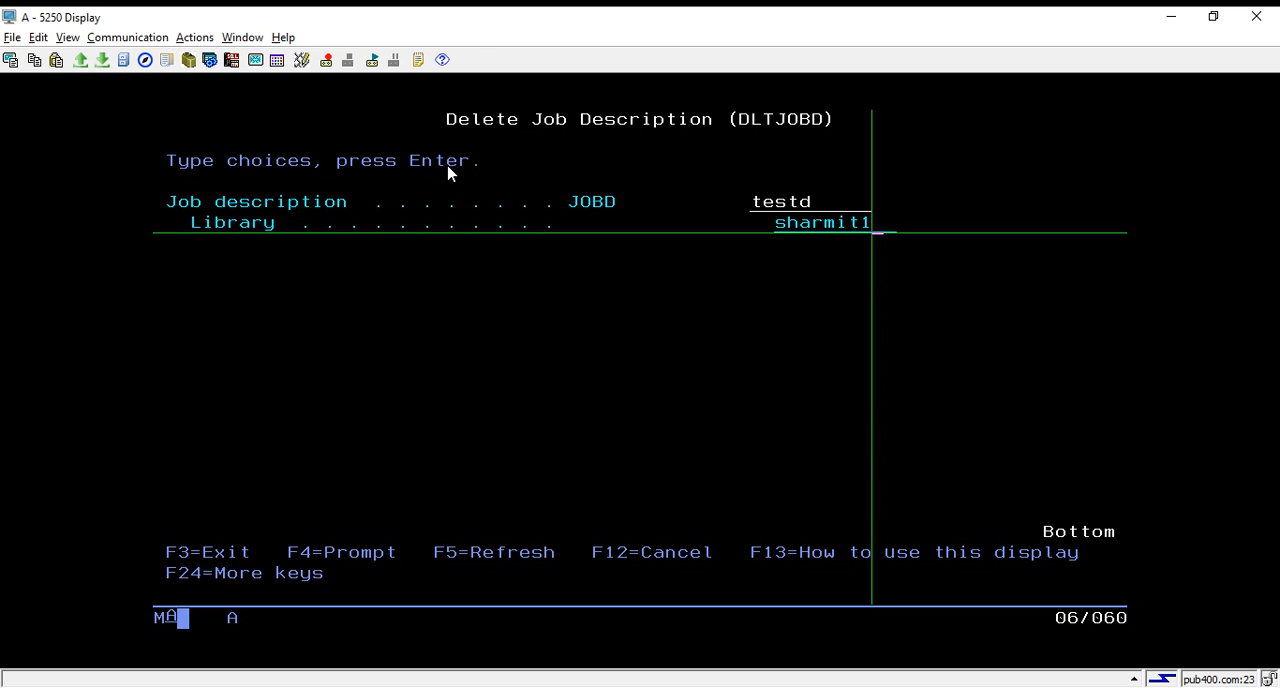 A - 5250 Display
File Edit View Communication Actions Window Help
Delete Job Description (DLTJOBD)
Type choices, press Enter.
Job description . . . . . . . . JOBD testd
Library . . . . . . . . . . . sharmit1
Bottom
F3=Exit F4=Prompt F5=Refresh F12=Cancel F13=How to use this display
F24=More keys
MA A 06/060
pub400.com:23